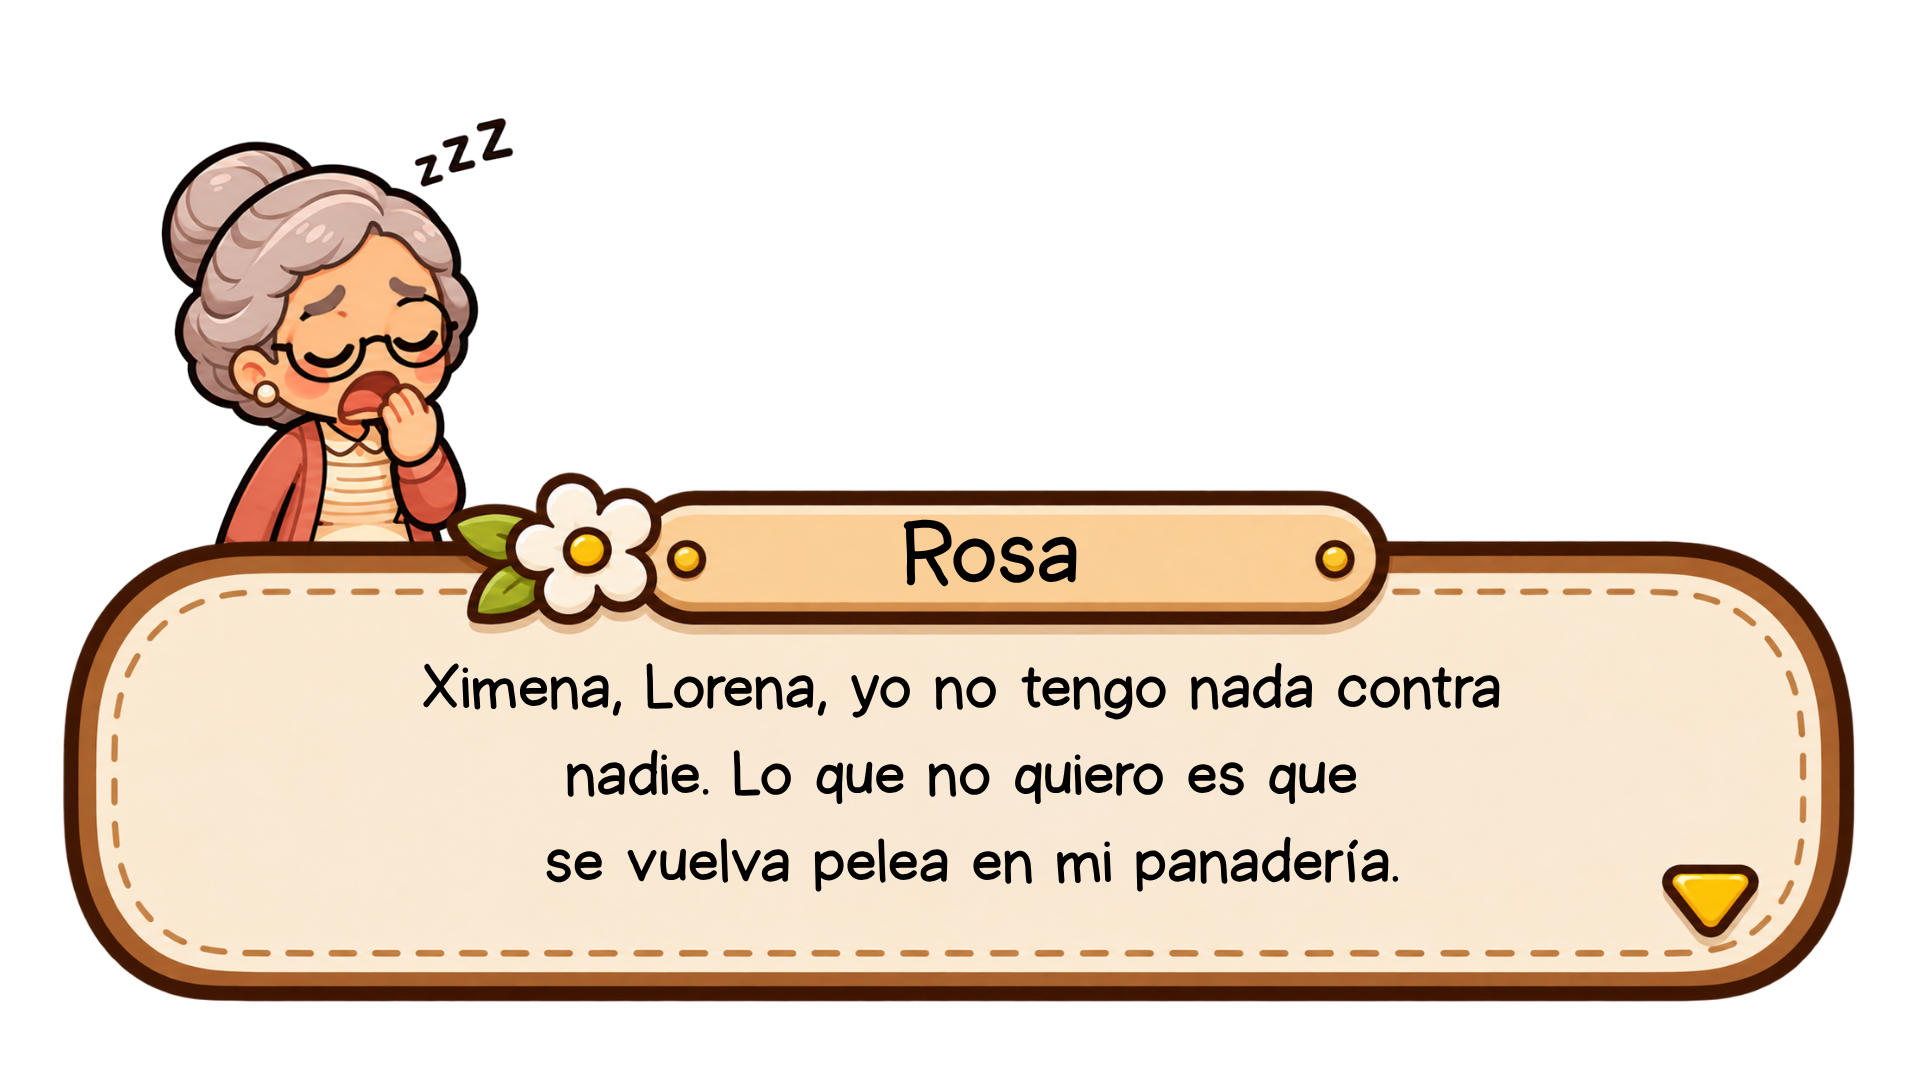 zZZ
Rosa
Ximena, Lorena, yo no tengo nada contra
nadie. Lo que no quiero es que
se vuelva pelea en mi panadería.